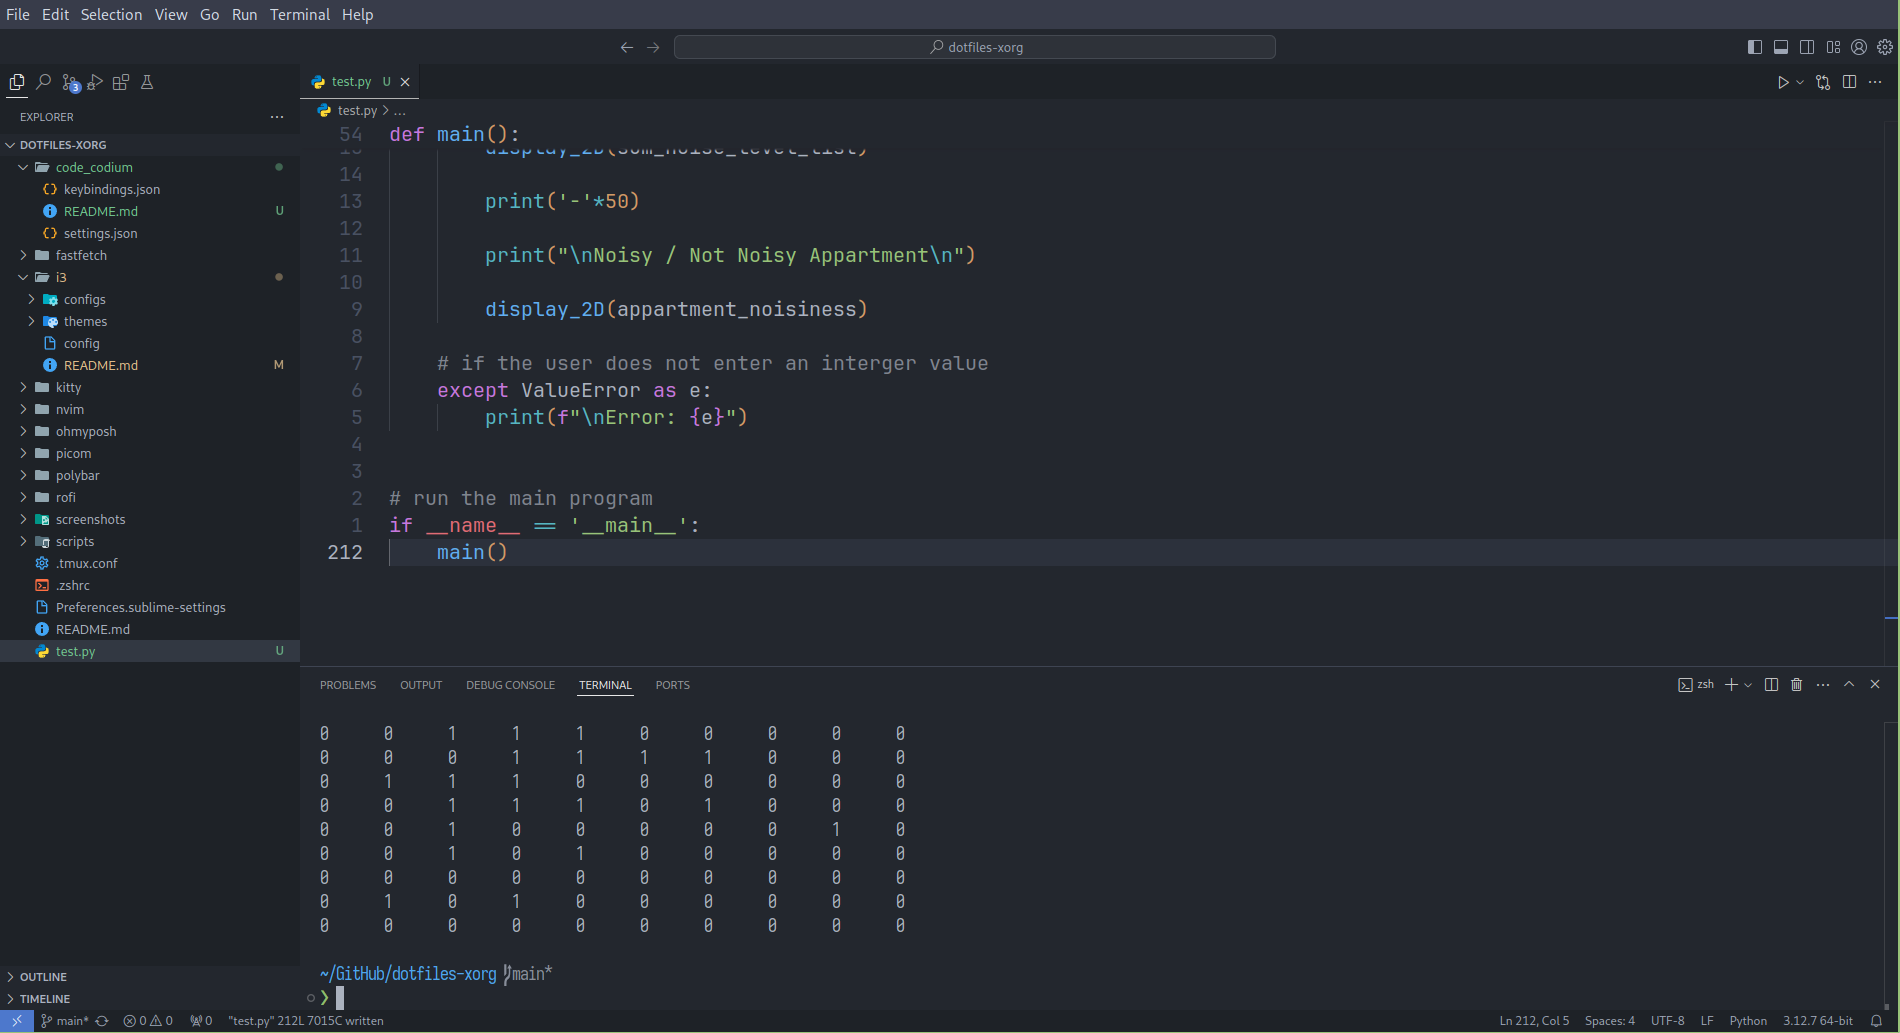 File Edit Selection View Go Run Terminal Help
dotfiles-xorg
3
test.py U
EXPLORER
test.py > ...
DOTFILES-XORG
code_codium
keybindings.json
README.md U
settings.json
fastfetch
i3
configs
themes
config
README.md M
kitty
nvim
ohmyposh
picom
polybar
rofi
screenshots
scripts
.tmux.conf
.zshrc
Preferences.sublime-settings
README.md
test.py U
OUTLINE
TIMELINE
54 def main():
display_2D(som_noise_level_list)
14
13 print('-'*50)
12
11 print("\nNoisy / Not Noisy Appartment\n")
10
9 display_2D(appartment_noisiness)
8
7 # if the user does not enter an interger value
6 except ValueError as e:
5 print(f"\nError: {e}")
4
3
2 # run the main program
1 if __name__ == '__main__':
212 main()
PROBLEMS OUTPUT DEBUG CONSOLE TERMINAL PORTS
zsh
0 0 1 1 1 0 0 0 0 0
0 0 0 1 1 1 1 0 0 0
0 1 1 1 0 0 0 0 0 0
0 0 1 1 1 0 1 0 0 0
0 0 1 0 0 0 0 0 1 0
0 0 1 0 1 0 0 0 0 0
0 0 0 0 0 0 0 0 0 0
0 1 0 1 0 0 0 0 0 0
0 0 0 0 0 0 0 0 0 0
~/GitHub/dotfiles-xorg main*
❯
main* 0 0 0 "test.py" 212L 7015C written
Ln 212, Col 5 Spaces: 4 UTF-8 LF Python 3.12.7 64-bit